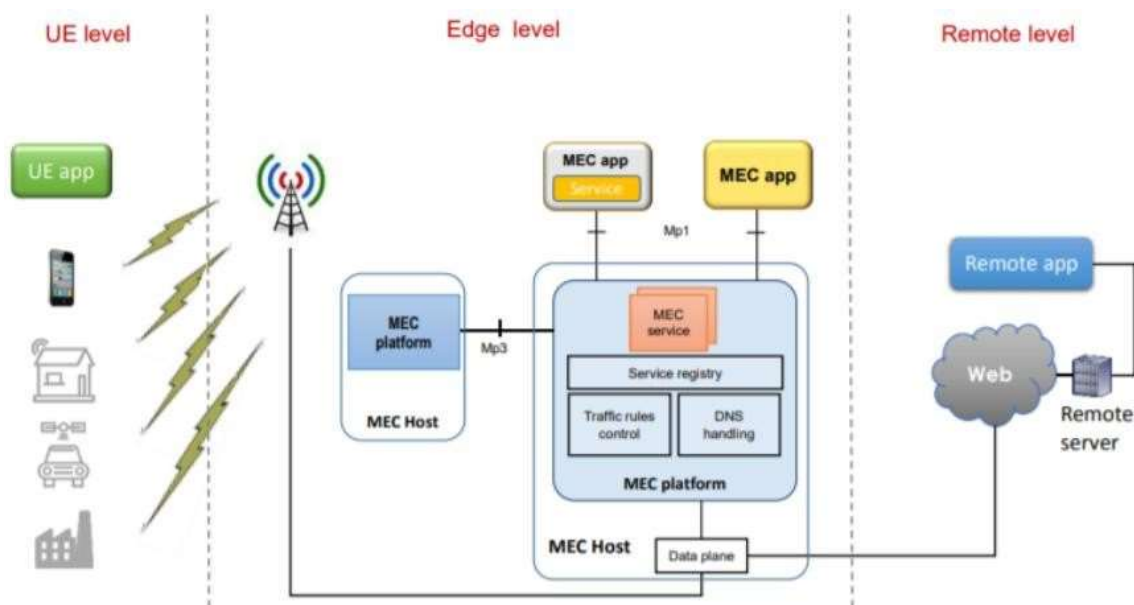 UE level
Edge level
Remote level
UE app
MEC app
Service
MEC app
Mp1
Remote app
MEC
platform
Mp3
MEC
service
Service registry
Traffic rules
control
DNS
handling
MEC Host
MEC platform
MEC Host
Data plane
Web
Remote
server